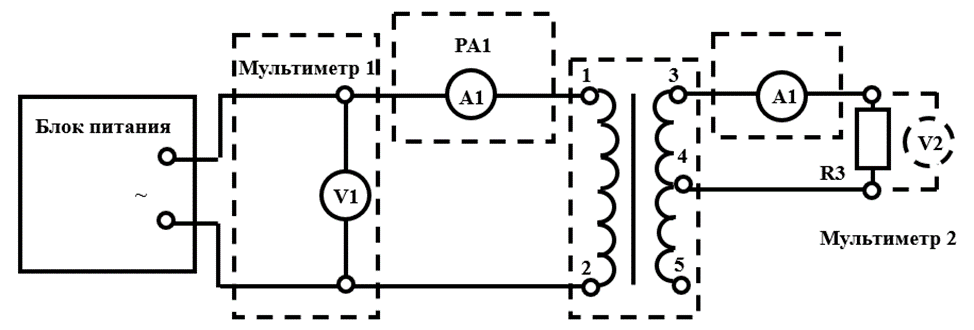 PA1
Мультиметр 1
A1
1
3
A1
Блок питания
V2
4
R3
~
V1
Мультиметр 2
2
5